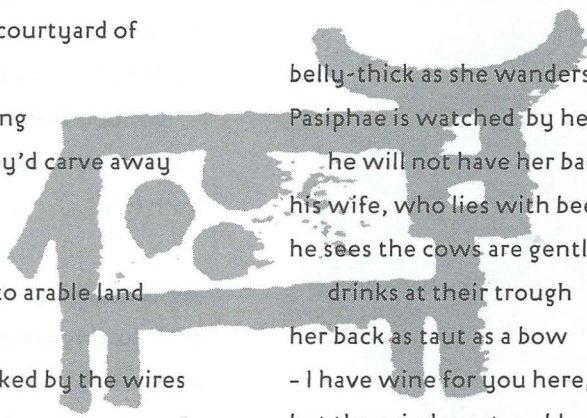 courtyard of
ng
y'd carve away
to arable land
ked by the wires
belly-thick as she wanders
Pasiphae is watched by he
he will not have her ba
his wife, who lies with bee
he sees the cows are gentl
drinks at their trough
her back as taut as a bow
– I have wine for you here